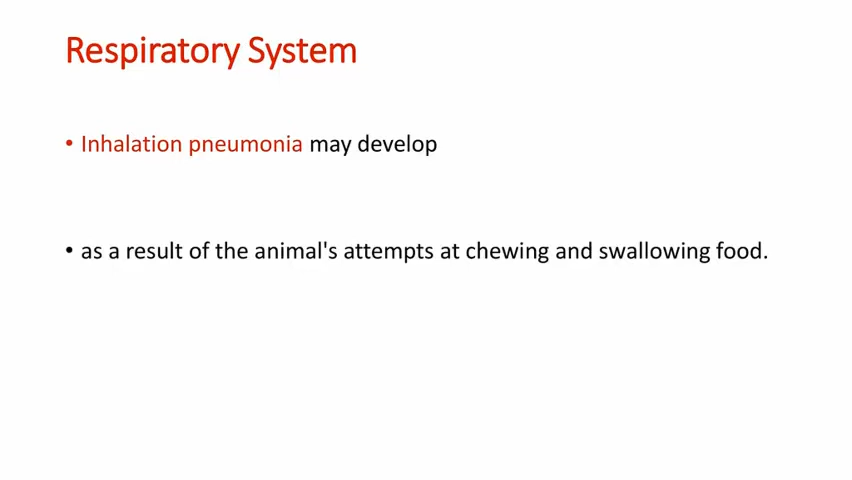 Respiratory System
• Inhalation pneumonia may develop
• as a result of the animal's attempts at chewing and swallowing food.